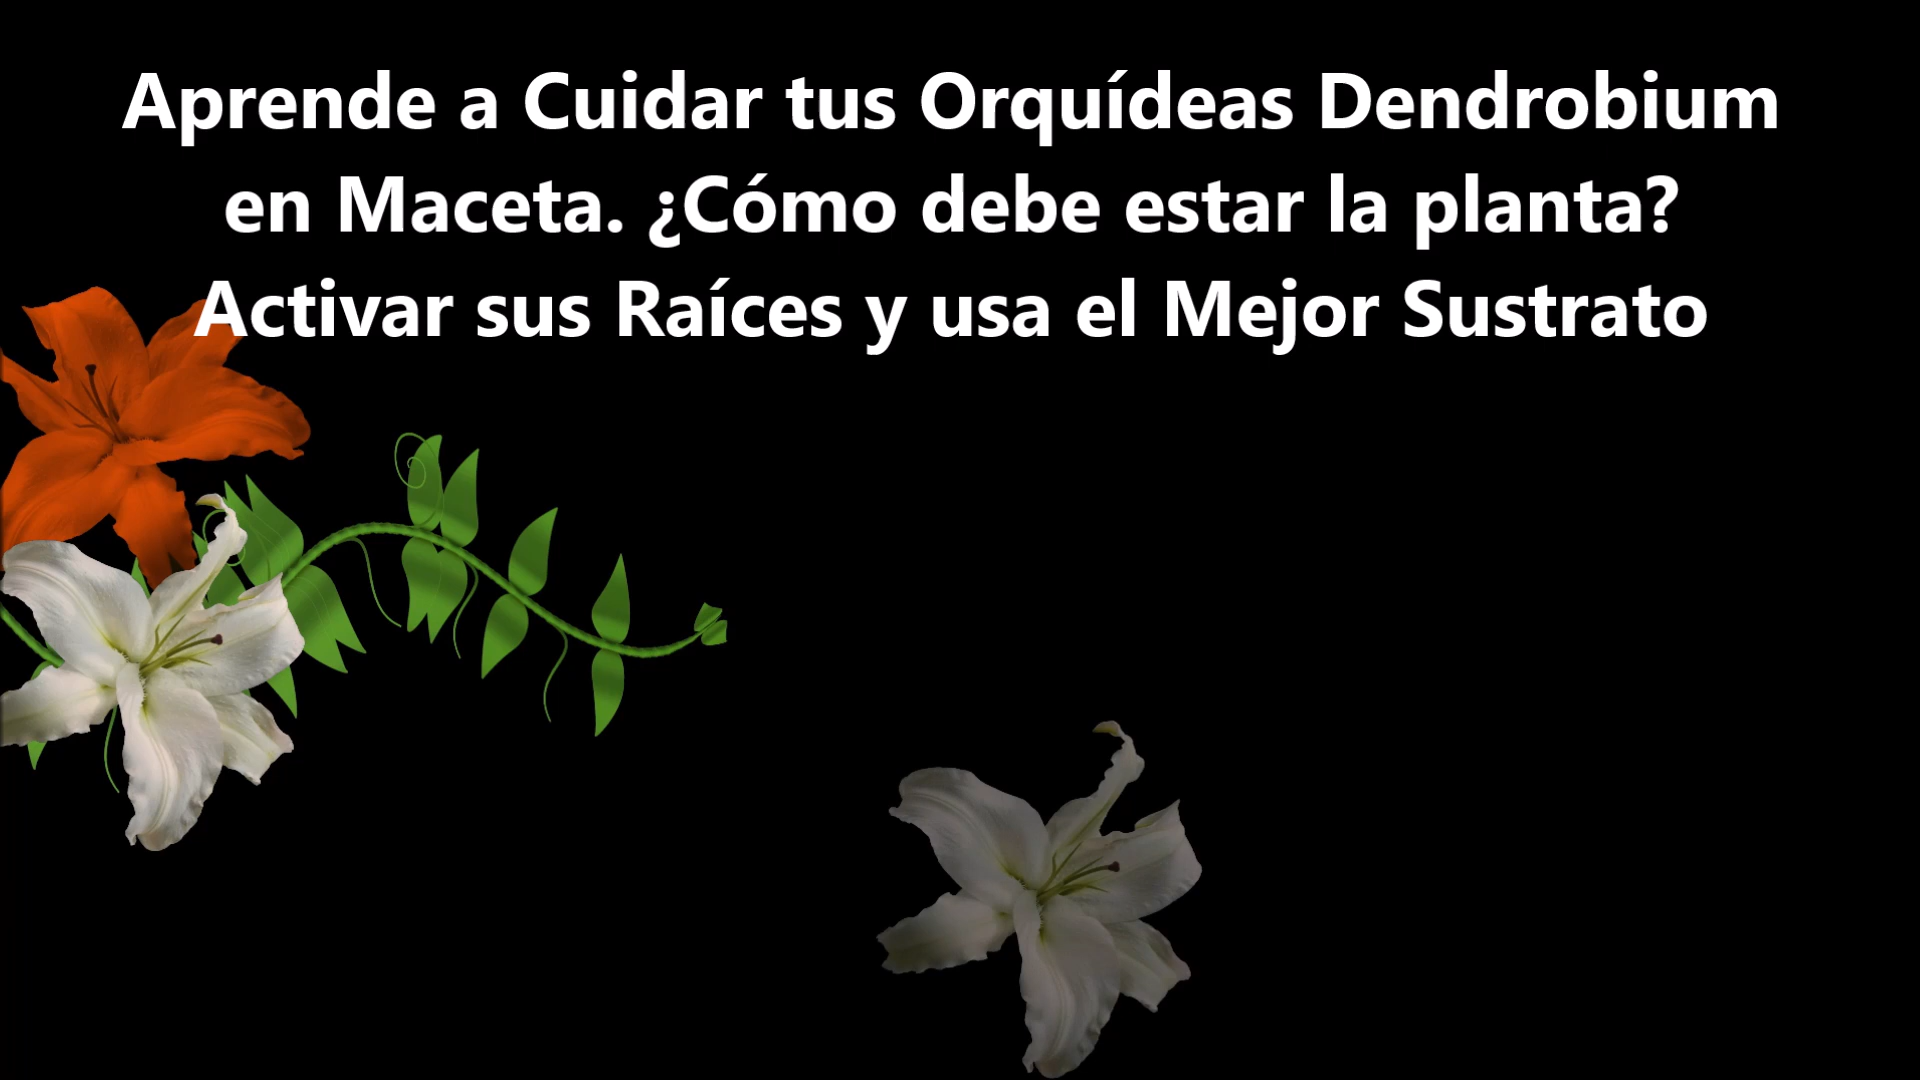 Aprende a Cuidar tus Orquídeas Dendrobium
en Maceta. ¿Cómo debe estar la planta?
Activar sus Raíces y usa el Mejor Sustrato